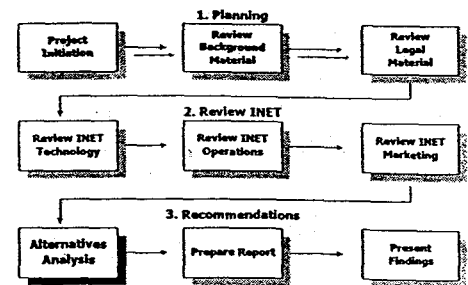 1. Planning
Project
Initiation
Review
Background
Material
Review
Legal
Material
2. Review INET
Review INET
Technology
Review INET
Operations
Review INET
Marketing
3. Recommendations
Alternatives
Analysis
Prepare Report
Present
Findings